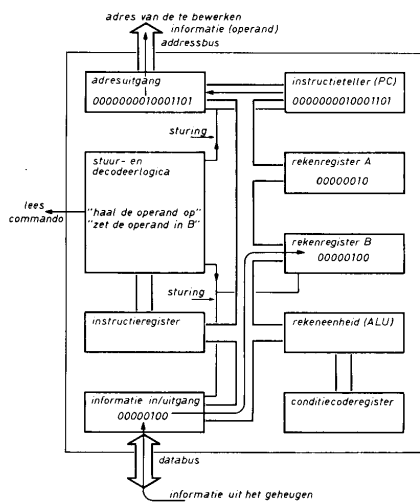 adres van de te bewerken
informatie (operand)
addressbus
adresuitgang
0000000010001101
instructieteller (PC)
0000000010001101
sturing
stuur- en
decodeerlogica
rekenregister A
00000010
lees
commando
"haal de operand op"
"zet de operand in B"
rekenregister B
00000100
sturing
instructieregister
rekeneenheid (ALU)
informatie in/uitgang
00000100
conditiecoderegister
databus
informatie uit het geheugen